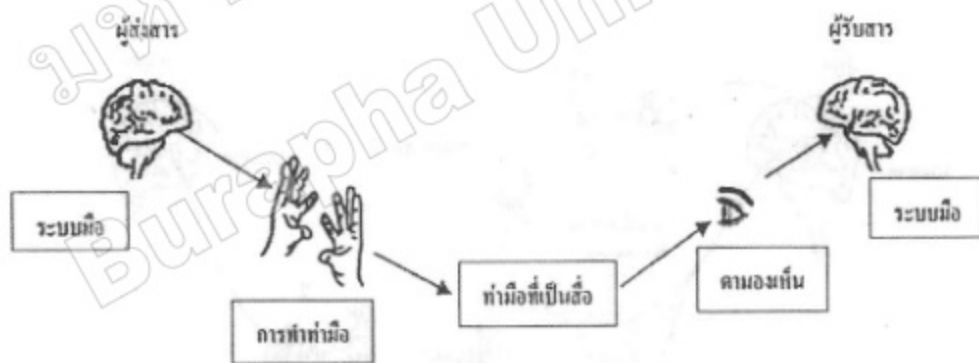 ผู้ส่งสาร
ผู้รับสาร
ระบบมือ
ระบบมือ
การทำท่ามือ
ท่ามือที่เป็นสื่อ
ตามองเห็น
Burapha Un